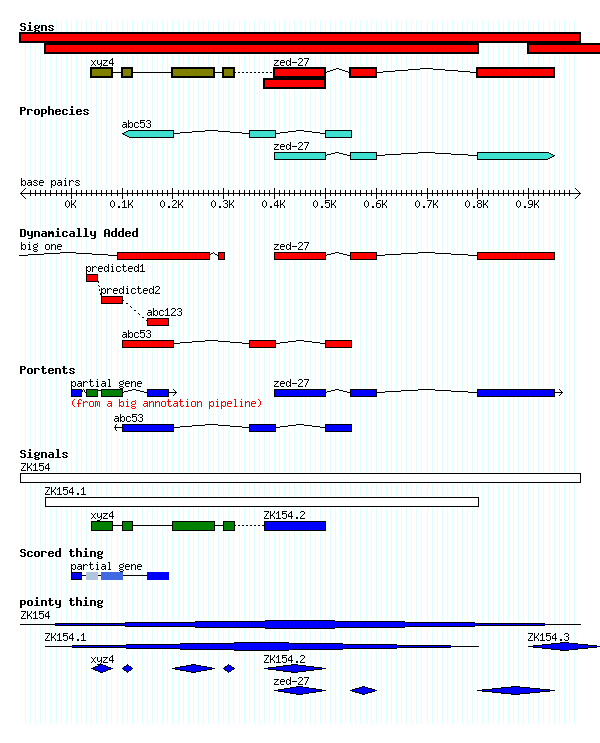 Signs
xyz4 zed-27
Prophecies
abc53
zed-27
base pairs
0K 0.1K 0.2K 0.3K 0.4K 0.5K 0.6K 0.7K 0.8K 0.9K
Dynamically Added
big one zed-27
predicted1
predicted2
abc123
abc53
Portents
partial gene zed-27
(from a big annotation pipeline)
abc53
Signals
ZK154
ZK154.1
xyz4 ZK154.2
Scored thing
partial gene
pointy thing
ZK154
ZK154.1 ZK154.3
xyz4 ZK154.2
zed-27